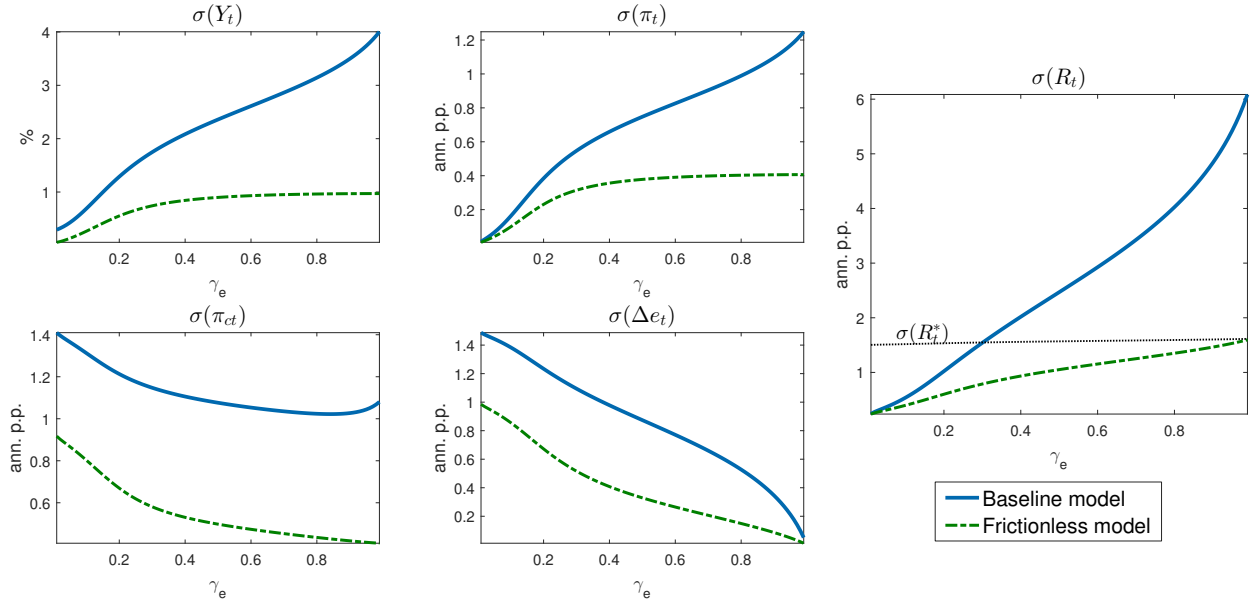 σ(Y_t)
%
4
3
2
1
0.2 0.4 0.6 0.8
γ_e
σ(π_t)
ann. p.p.
1.2
1
0.8
0.6
0.4
0.2
0.2 0.4 0.6 0.8
γ_e
σ(R_t)
ann. p.p.
6
5
4
3
2
1
σ(R_t^*)
0.2 0.4 0.6 0.8
γ_e
σ(π_{ct})
ann. p.p.
1.4
1.2
1
0.8
0.6
0.2 0.4 0.6 0.8
γ_e
σ(Δe_t)
ann. p.p.
1.4
1.2
1
0.8
0.6
0.4
0.2
0.2 0.4 0.6 0.8
γ_e
Baseline model
Frictionless model